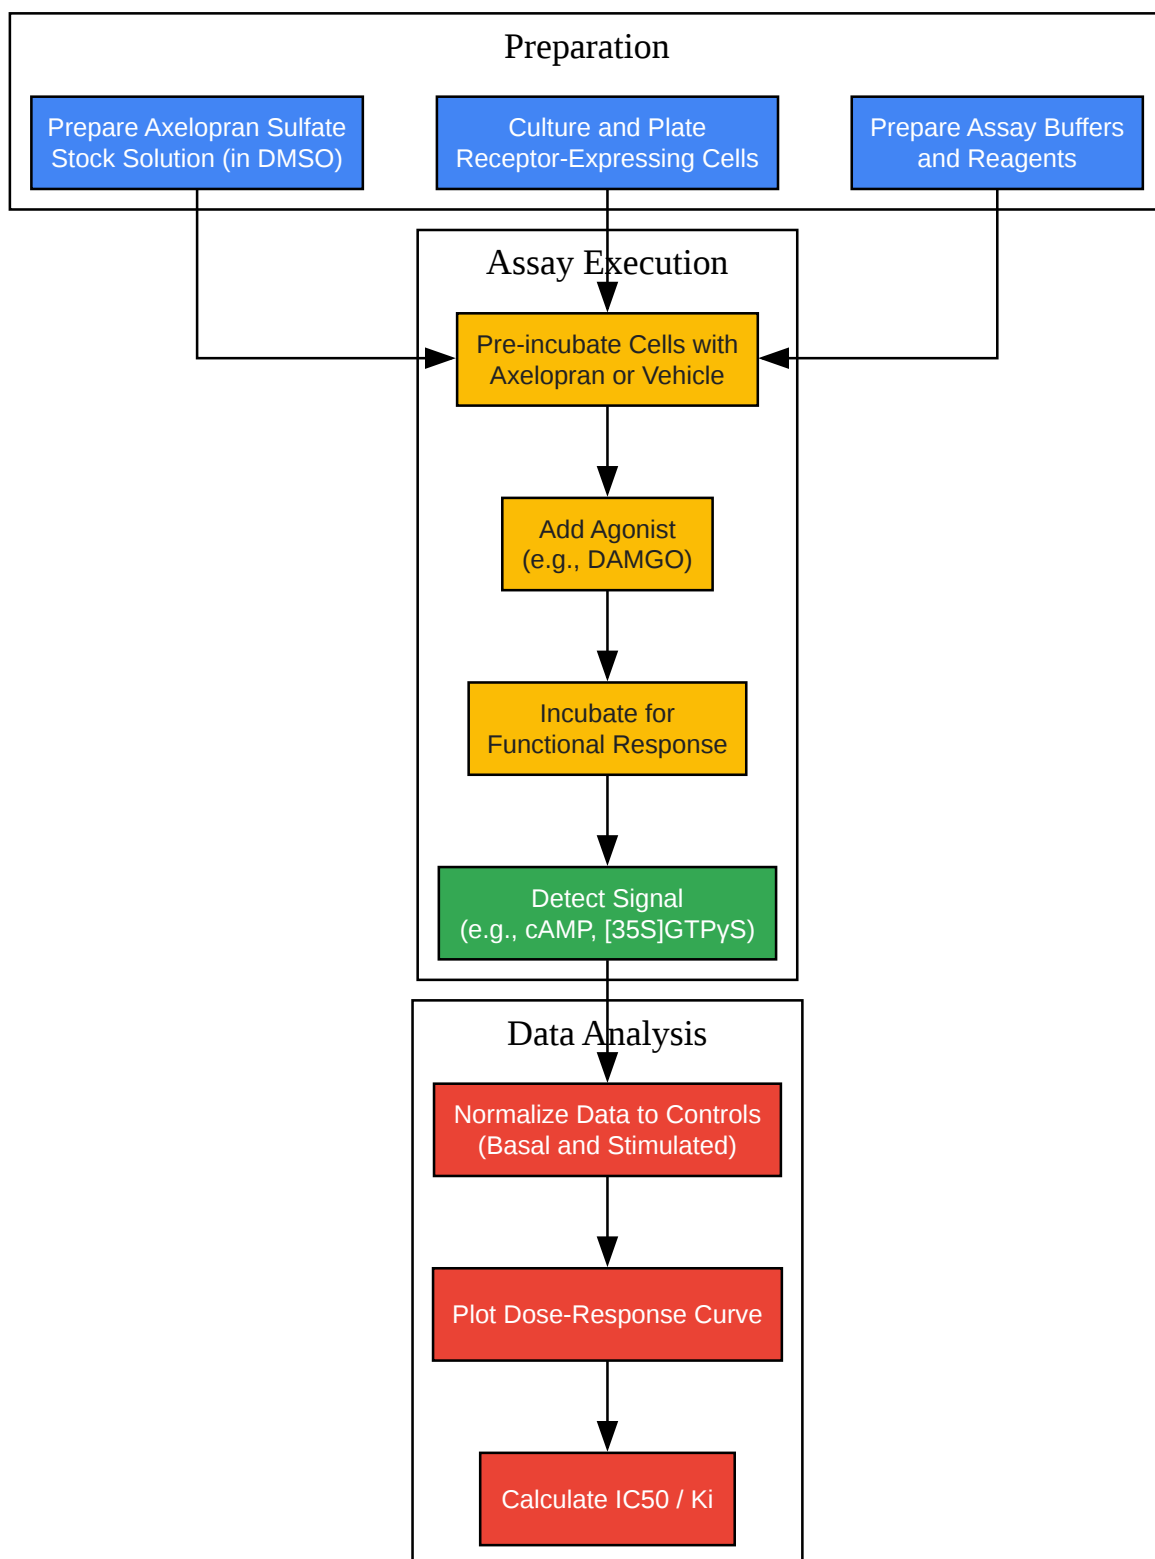 Preparation
Prepare Axelopran Sulfate
Stock Solution (in DMSO)
Culture and Plate
Receptor-Expressing Cells
Prepare Assay Buffers
and Reagents
Assay Execution
Pre-incubate Cells with
Axelopran or Vehicle
Add Agonist
(e.g., DAMGO)
Incubate for
Functional Response
Detect Signal
(e.g., cAMP, [35S]GTPγS)
Data Analysis
Normalize Data to Controls
(Basal and Stimulated)
Plot Dose-Response Curve
Calculate IC50 / Ki